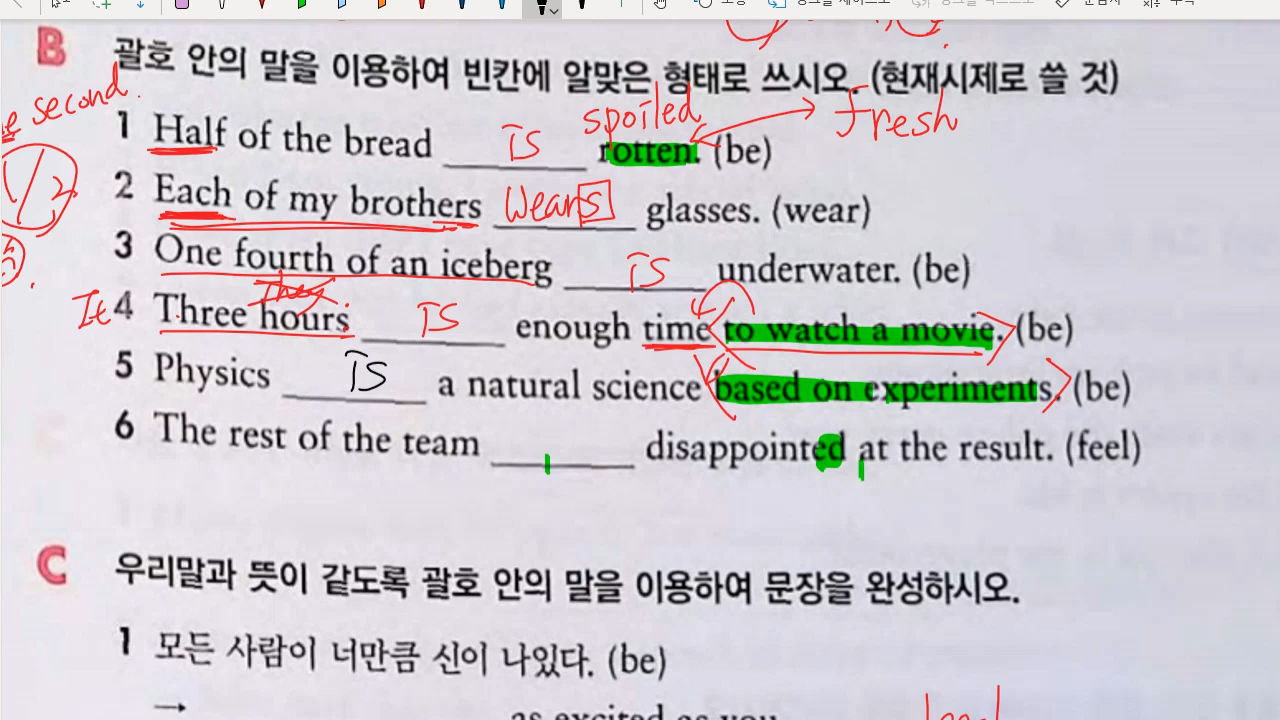 B 괄호 안의 말을 이용하여 빈칸에 알맞은 형태로 쓰시오. (현재시제로 쓸 것)
second.
spoiled fresh
1 Half of the bread is rotten. (be)
2 Each of my brothers wears glasses. (wear)
3 One fourth of an iceberg is underwater. (be)
They
It 4 Three hours is enough time to watch a movie. (be)
5 Physics is a natural science based on experiments. (be)
6 The rest of the team ______ disappointed at the result. (feel)
C 우리말과 뜻이 같도록 괄호 안의 말을 이용하여 문장을 완성하시오.
1 모든 사람이 너만큼 신이 나있다. (be)
→ ______ as excited as you